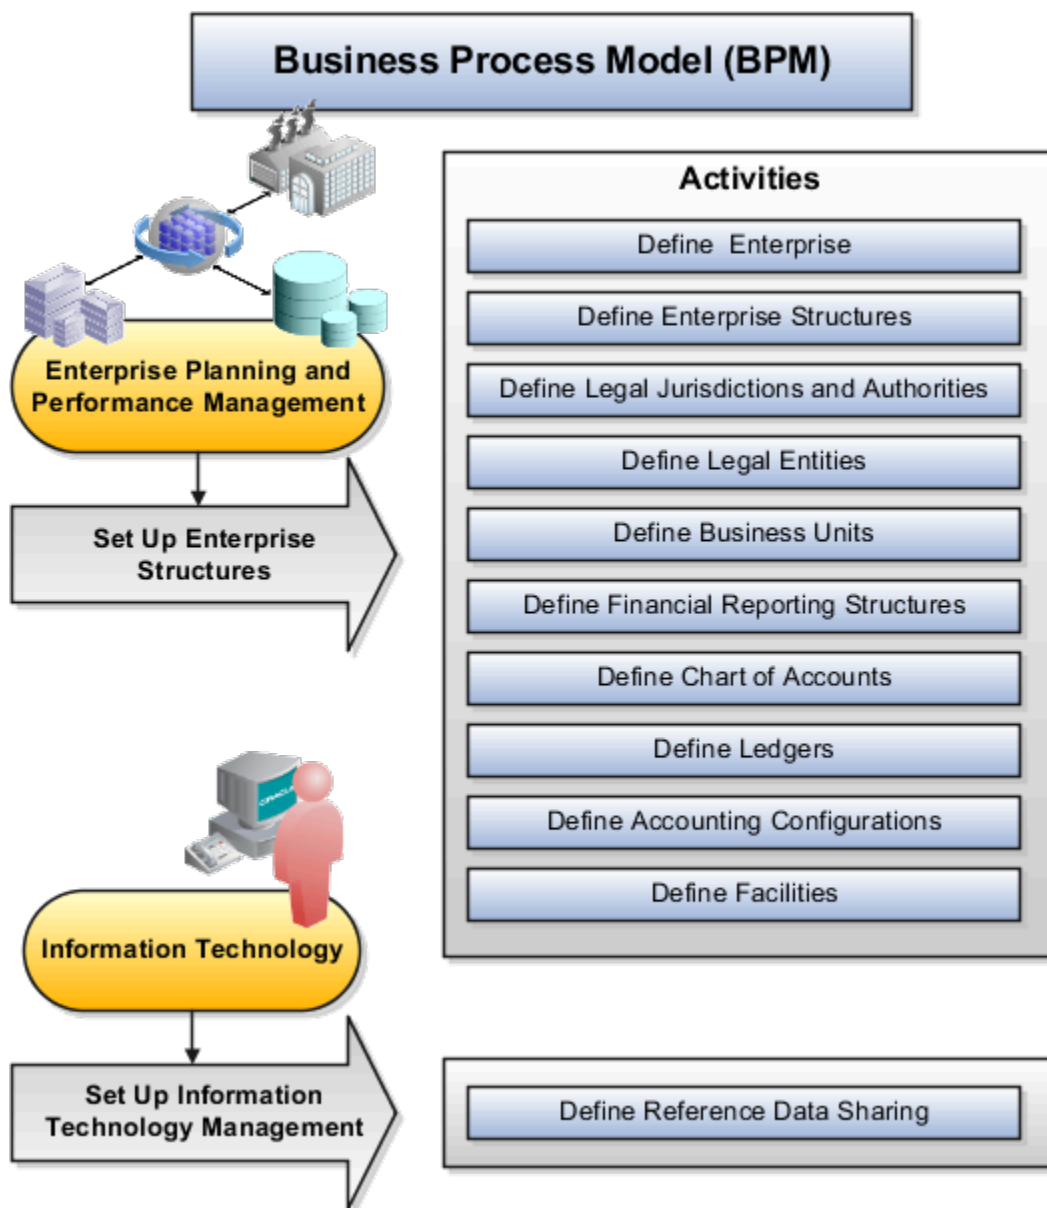 Business Process Model (BPM)
Enterprise Planning and
Performance Management
Set Up Enterprise
Structures
Activities
Define Enterprise
Define Enterprise Structures
Define Legal Jurisdictions and Authorities
Define Legal Entities
Define Business Units
Define Financial Reporting Structures
Define Chart of Accounts
Define Ledgers
Define Accounting Configurations
Define Facilities
Information Technology
Set Up Information
Technology Management
Define Reference Data Sharing